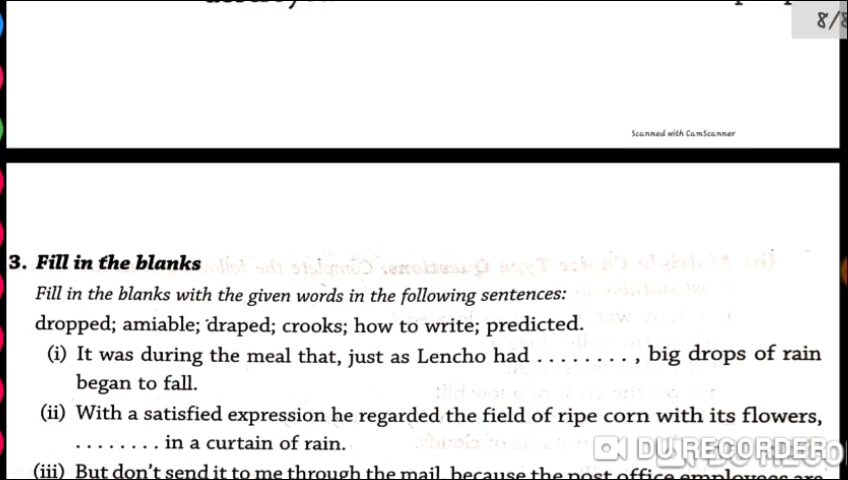 8/8
Scanned with CamScanner
3. Fill in the blanks
Fill in the blanks with the given words in the following sentences:
dropped; amiable; draped; crooks; how to write; predicted.
(i) It was during the meal that, just as Lencho had . . . . . . . . . , big drops of rain
began to fall.
(ii) With a satisfied expression he regarded the field of ripe corn with its flowers,
. . . . . . . . in a curtain of rain.
DU RECORDER
(iii) But don't send it to me through the mail, because the post office employees are